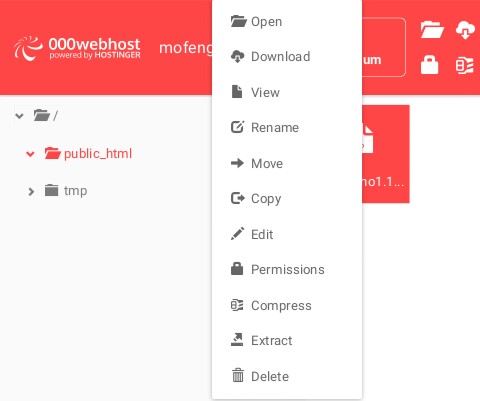 000webhost
powered by HOSTINGER
mofeng
um
/
public_html
tmp
Open
Download
View
Rename
Move
Copy
Edit
Permissions
Compress
Extract
Delete
no1.1...